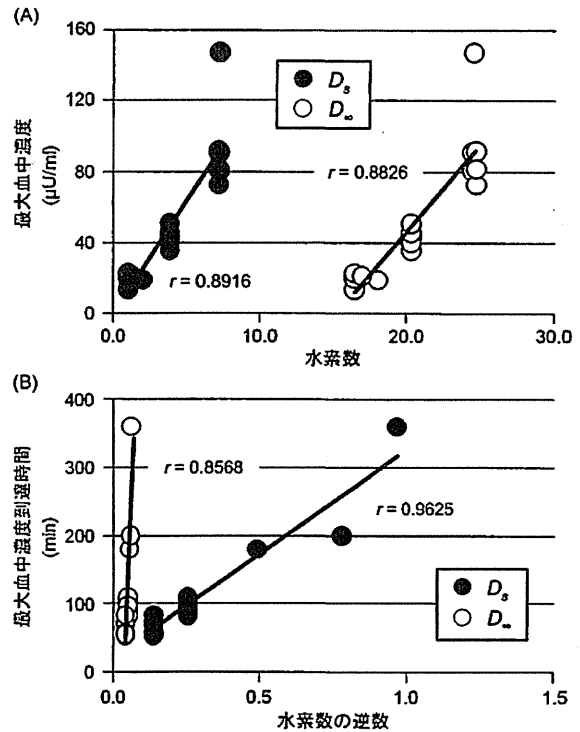 (A)
160
120
80
40
0
最大血中濃度
(μU/ml)
D_s
D_∞
r = 0.8826
r = 0.8916
0.0 10.0 20.0 30.0
水亲数
(B)
400
300
200
100
0
最大血中濃度到達時間
(min)
r = 0.8568
r = 0.9625
D_s
D_∞
0.0 0.5 1.0 1.5
水亲数の逆数